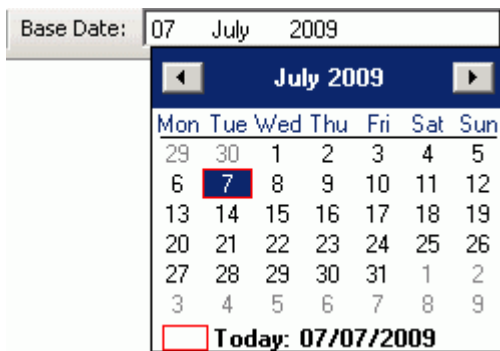 Base Date: 07 July 2009
July 2009
Mon Tue Wed Thu Fri Sat Sun
29 30 1 2 3 4 5
6 7 8 9 10 11 12
13 14 15 16 17 18 19
20 21 22 23 24 25 26
27 28 29 30 31 1 2
3 4 5 6 7 8 9
Today: 07/07/2009